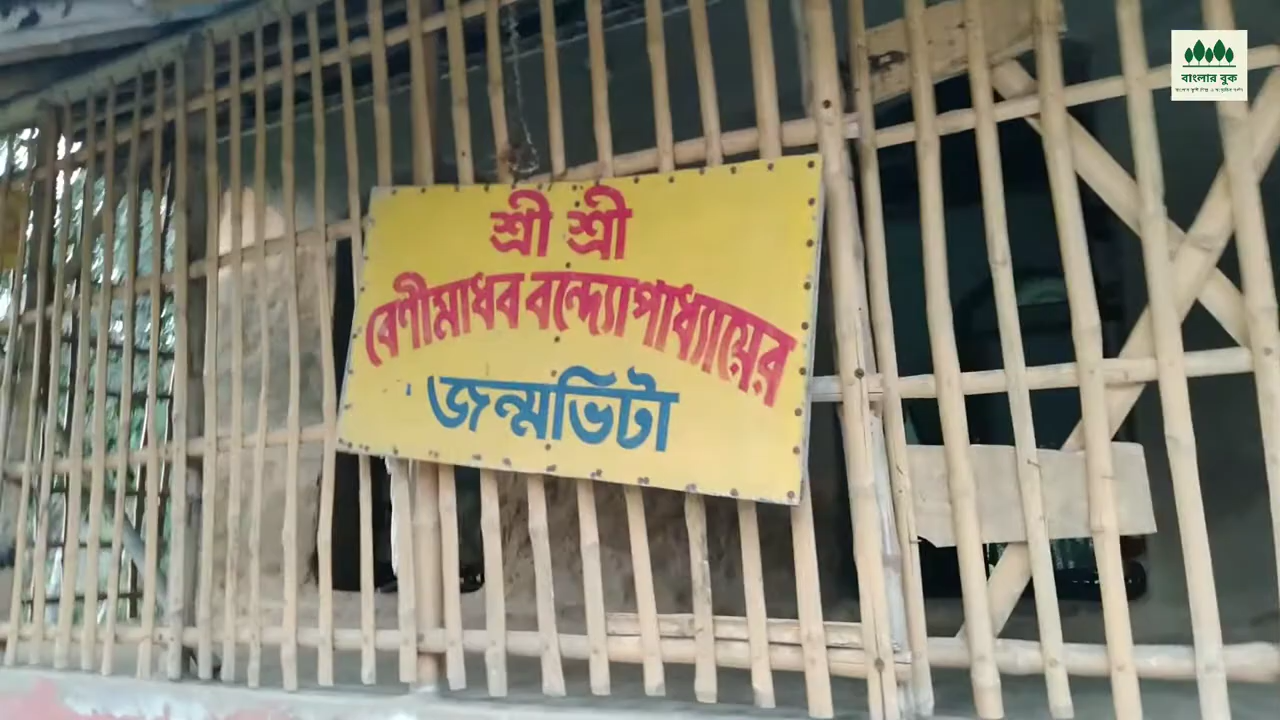 শ্রী শ্রী
বেণীমাধব বন্দ্যোপাধ্যায়ের
জন্মভিটা
বাংলার বুক